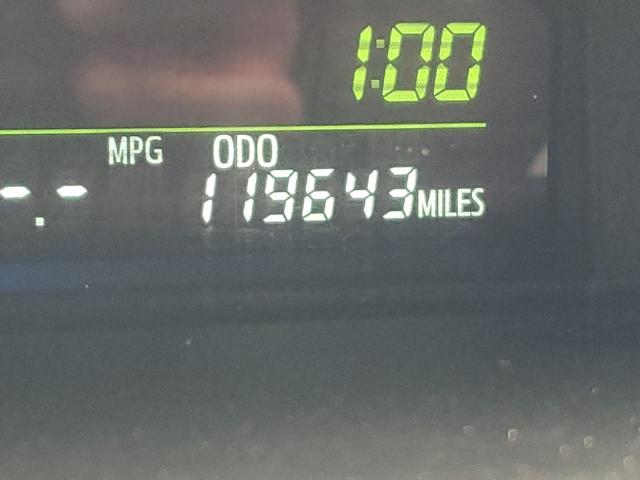 1:00
MPG ODO
-.- 119643 MILES